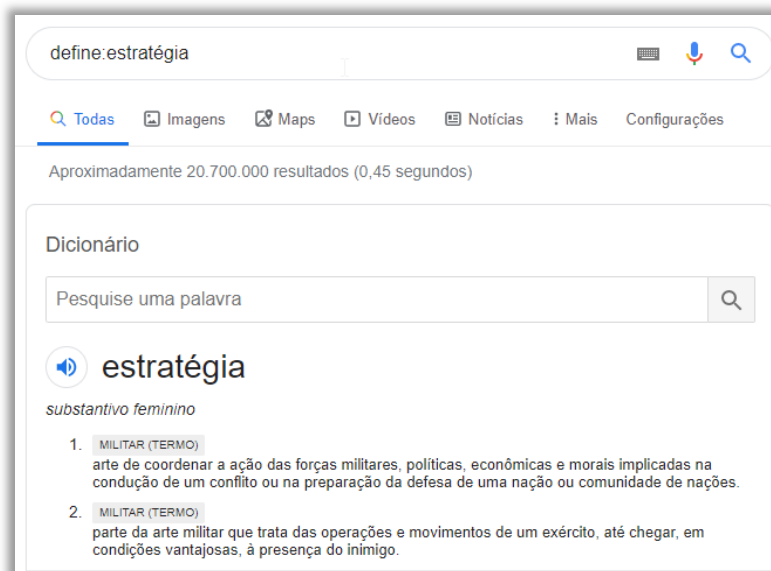 define:estratégia
Todas Imagens Maps Vídeos Notícias Mais Configurações
Aproximadamente 20.700.000 resultados (0,45 segundos)
Dicionário
Pesquise uma palavra
estratégia
substantivo feminino
1. MILITAR (TERMO)
arte de coordenar a ação das forças militares, políticas, econômicas e morais implicadas na
condução de um conflito ou na preparação da defesa de uma nação ou comunidade de nações.
2. MILITAR (TERMO)
parte da arte militar que trata das operações e movimentos de um exército, até chegar, em
condições vantajosas, à presença do inimigo.